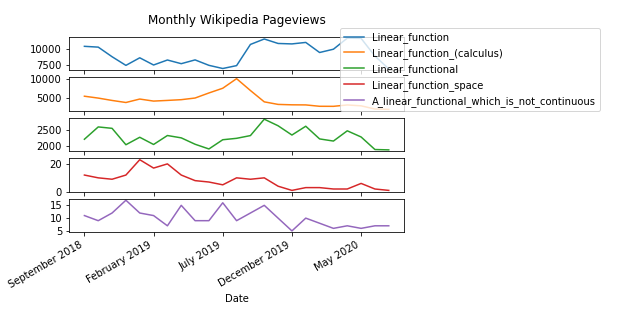 Monthly Wikipedia Pageviews
Linear_function
Linear_function_(calculus)
Linear_functional
Linear_function_space
A_linear_functional_which_is_not_continuous
10000
7500
10000
5000
2500
2000
20
0
15
10
5
September 2018
February 2019
July 2019
December 2019
May 2020
Date